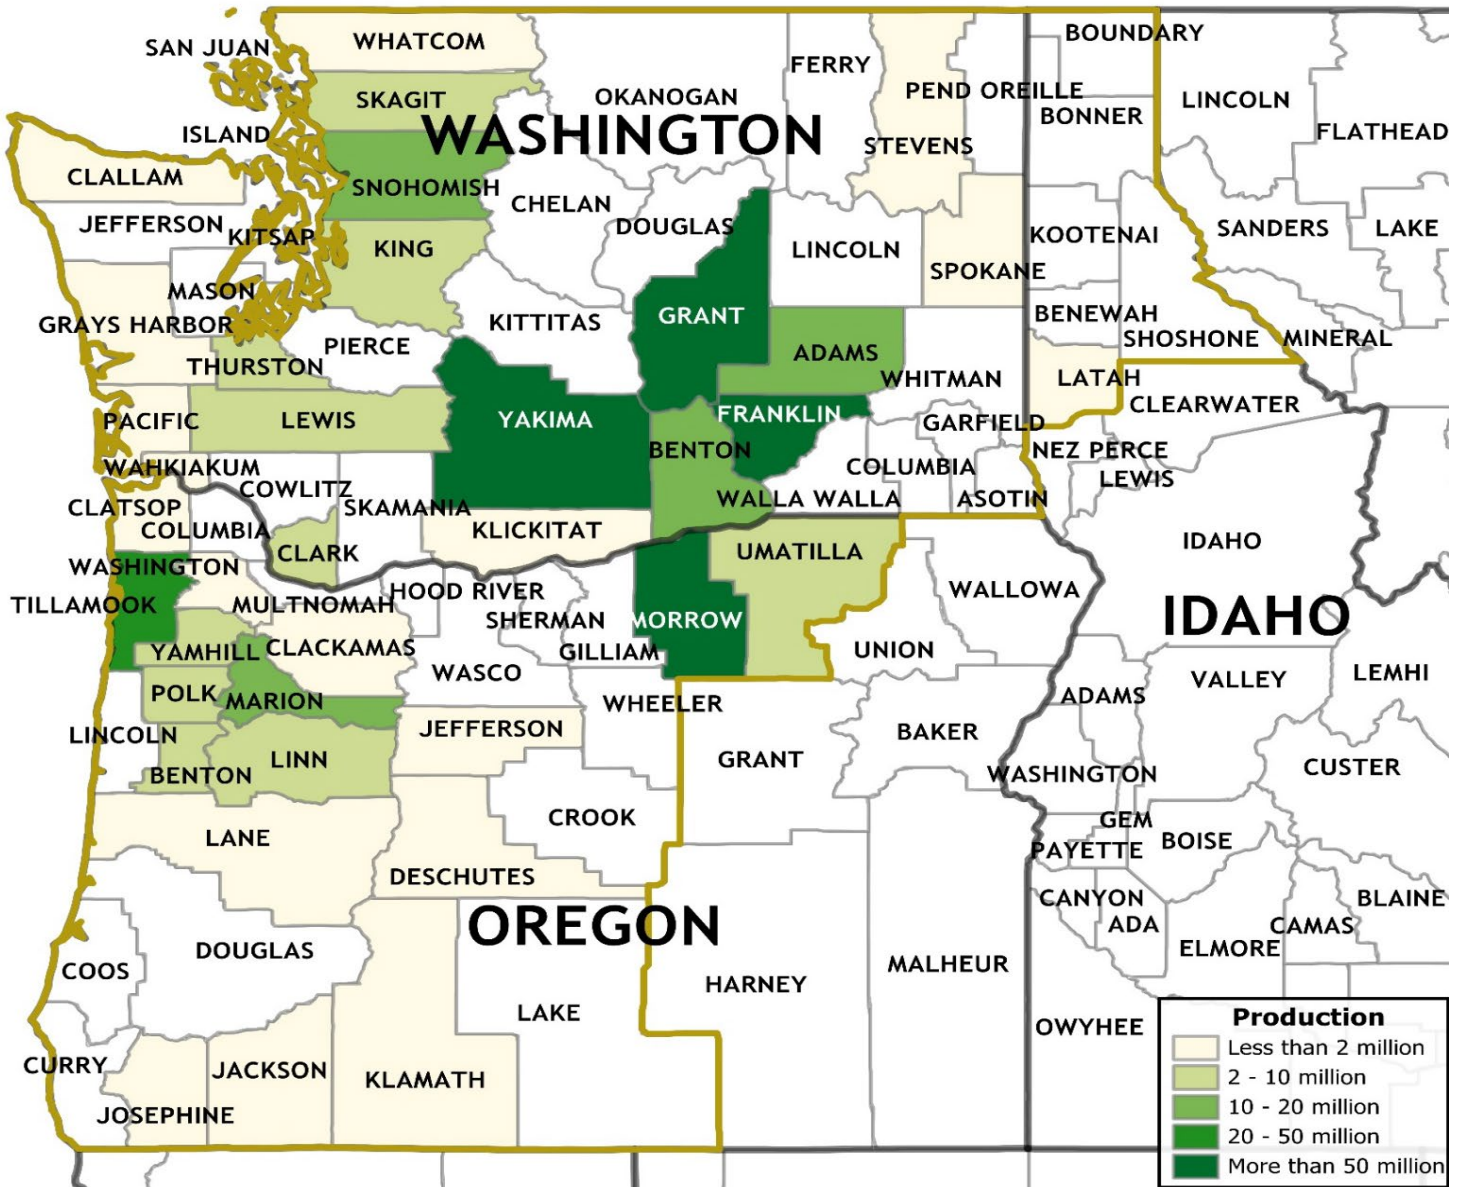 SAN JUAN
WHATCOM
FERRY
BOUNDARY
SKAGIT
OKANOGAN
PEND OREILLE
LINCOLN
BONNER
FLATHEAD
ISLAND
WASHINGTON
STEVENS
CLALLAM
SNOHOMISH
CHELAN
JEFFERSON
KITSAP
KING
DOUGLAS
LINCOLN
KOOTENAI
SANDERS
LAKE
SPOKANE
MASON
GRAYS HARBOR
KITTITAS
GRANT
BENEWAH
PIERCE
SHOSHONE
MINERAL
THURSTON
ADAMS
WHITMAN
LATAH
CLEARWATER
PACIFIC
LEWIS
YAKIMA
FRANKLIN
GARFIELD
BENTON
NEZ PERCE
WAHKIAKUM
COLUMBIA
LEWIS
COWLITZ
CLATSOP
SKAMANIA
WALLA WALLA
ASOTIN
COLUMBIA
KLICKITAT
CLARK
UMATILLA
IDAHO
WASHINGTON
HOOD RIVER
WALLOWA
TILLAMOOK
MULTNOMAH
SHERMAN
MORROW
IDAHO
YAMHILL
CLACKAMAS
GILLIAM
UNION
WASCO
VALLEY
LEMHI
POLK
MARION
WHEELER
ADAMS
LINCOLN
JEFFERSON
BAKER
BENTON
LINN
GRANT
WASHINGTON
CUSTER
LANE
CROOK
GEM
PAYETTE
BOISE
DESCHUTES
CANYON
BLAINE
OREGON
ADA
CAMAS
DOUGLAS
ELMORE
COOS
MALHEUR
HARNEY
LAKE
OWYHEE
CURRY
JACKSON
KLAMATH
JOSEPHINE
Production
Less than 2 million
2 - 10 million
10 - 20 million
20 - 50 million
More than 50 million